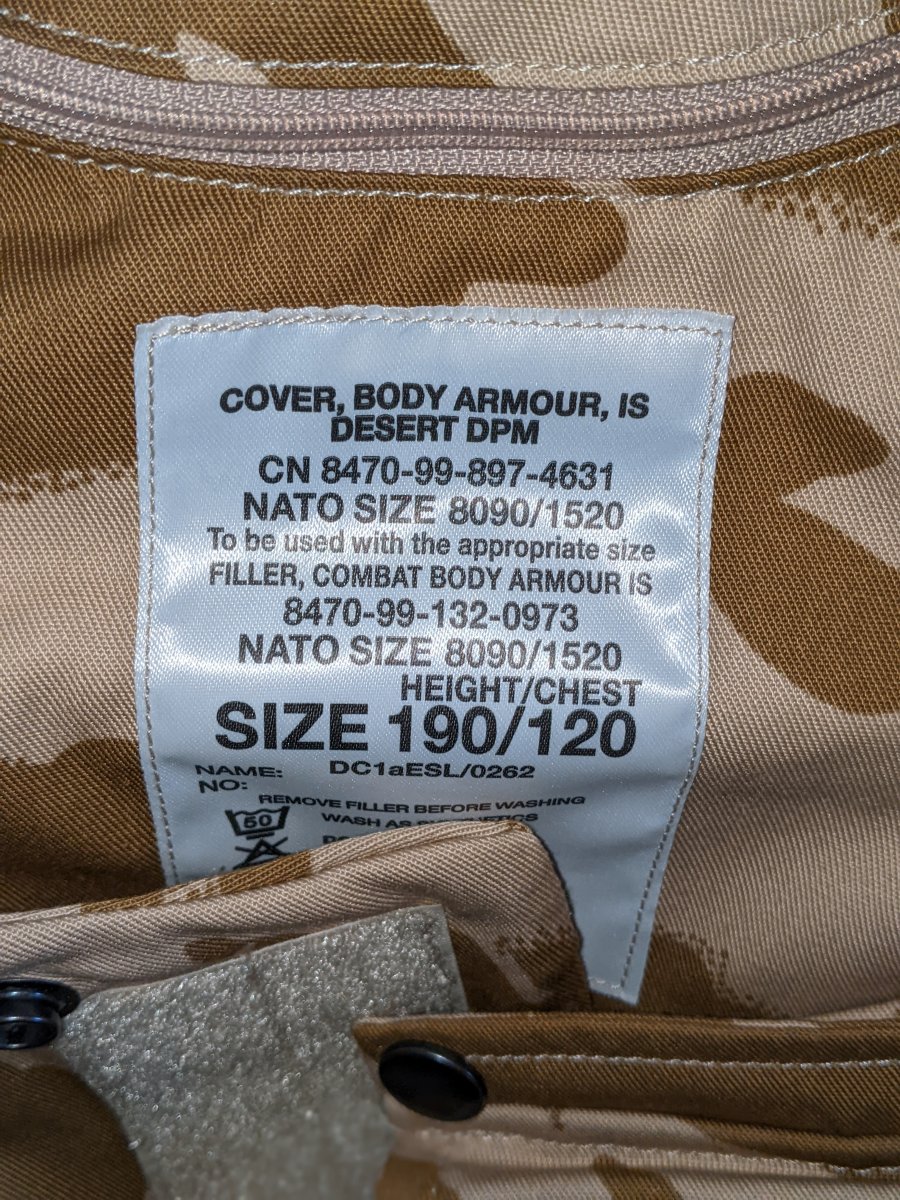 COVER, BODY ARMOUR, IS
DESERT DPM
CN 8470-99-897-4631
NATO SIZE 8090/1520
To be used with the appropriate size
FILLER, COMBAT BODY ARMOUR IS
8470-99-132-0973
NATO SIZE 8090/1520
HEIGHT/CHEST
SIZE 190/120
NAME: DC1aESL/0262
NO:
REMOVE FILLER BEFORE WASHING
60 WASH AS SYNTHETICS